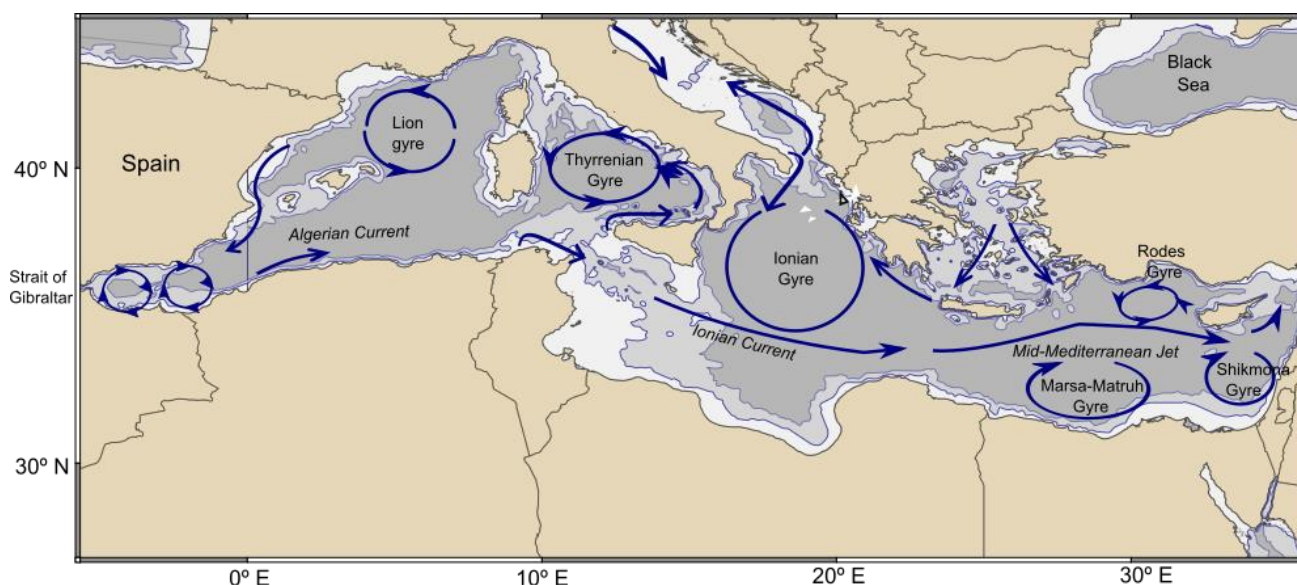 Black
Sea
Lion
gyre
40º N
Spain
Thyrrenian
Gyre
Algerian Current
Strait of
Gibraltar
Ionian
Gyre
Rodes
Gyre
Ionian Current
Mid-Mediterranean Jet
Marsa-Matruh
Gyre
Shikmona
Gyre
30º N
0º E
10º E
20º E
30º E